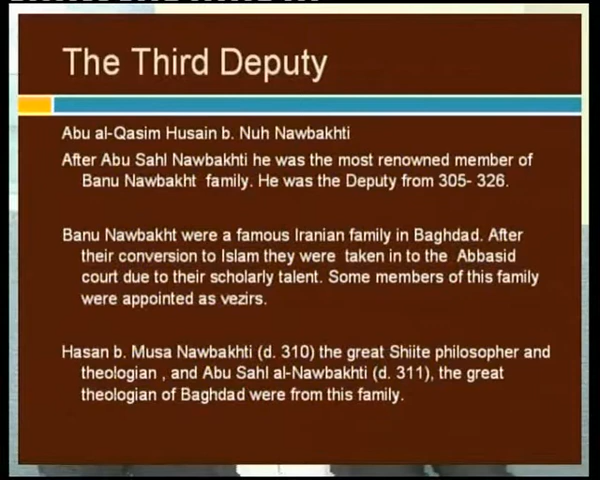 The Third Deputy
Abu al-Qasim Husain b. Nuh Nawbakhti
After Abu Sahl Nawbakhti he was the most renowned member of
Banu Nawbakht family. He was the Deputy from 305- 326.
Banu Nawbakht were a famous Iranian family in Baghdad. After
their conversion to Islam they were taken in to the Abbasid
court due to their scholarly talent. Some members of this family
were appointed as vezirs.
Hasan b. Musa Nawbakhti (d. 310) the great Shiite philosopher and
theologian , and Abu Sahl al-Nawbakhti (d. 311), the great
theologian of Baghdad were from this family.